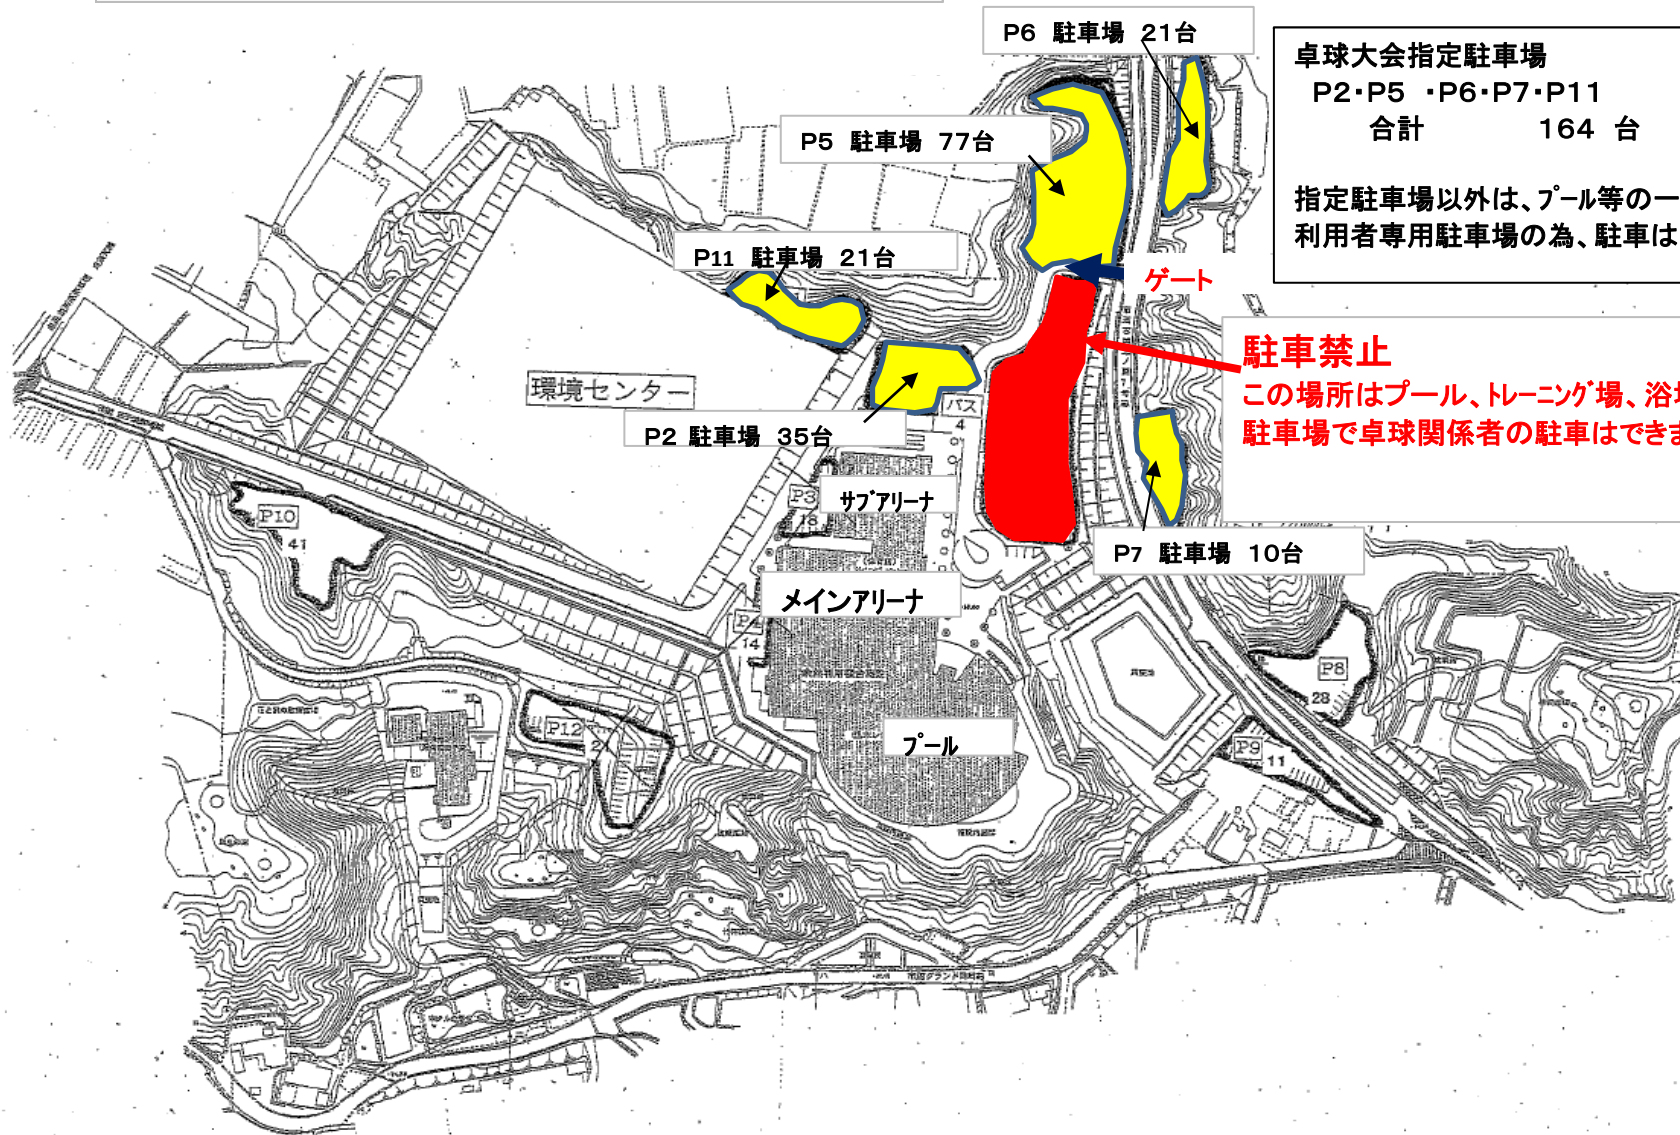 P6 駐車場 21台
卓球大会指定駐車場
P2・P5 ・P6・P7・P11
合計 164 台
指定駐車場以外は、プール等の一
利用者専用駐車場の為、駐車は
P5 駐車場 77台
P11 駐車場 21台
ゲート
駐車禁止
この場所はプール、トレーニング場、浴
駐車場で卓球関係者の駐車はでき
環境センター
P2 駐車場 35台
バス
4
P3
18
サブアリーナ
P10
41
P7 駐車場 10台
メインアリーナ
P4
14
P8
28
P12
プール
P9
11